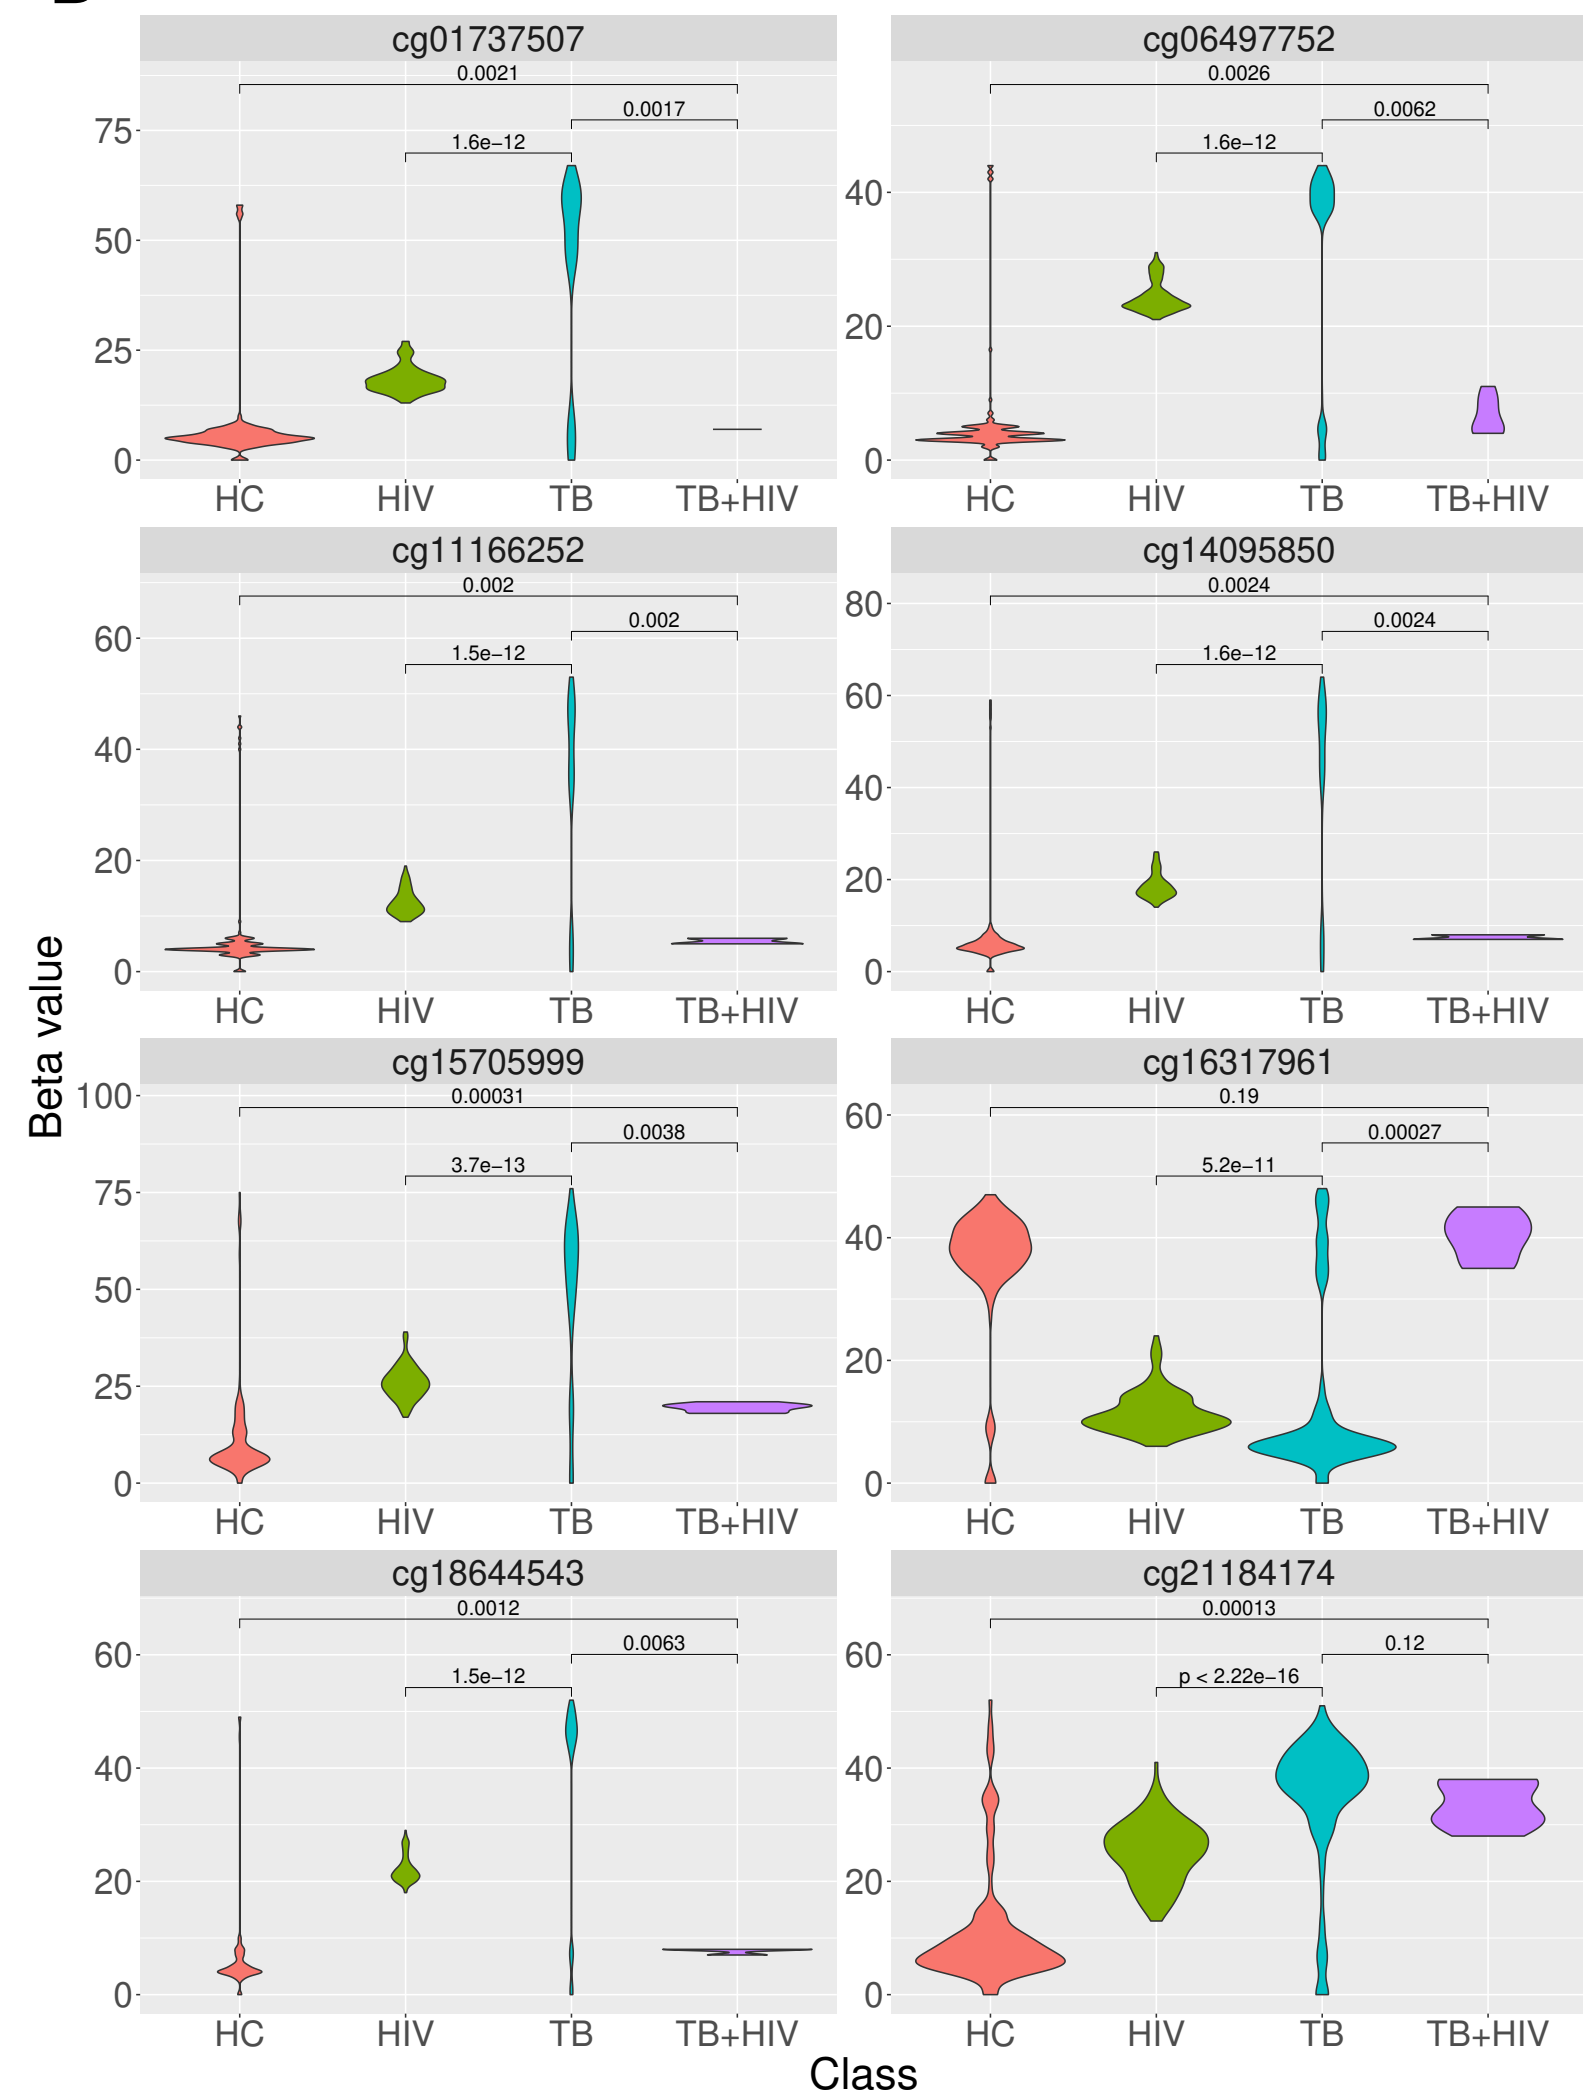 cg01737507
0.0021
0.0017
1.6e−12
75
50
25
0
HC HIV TB TB+HIV
cg06497752
0.0026
0.0062
1.6e−12
40
20
0
HC HIV TB TB+HIV
cg11166252
0.002
0.002
1.5e−12
60
40
20
0
HC HIV TB TB+HIV
cg14095850
0.0024
0.0024
1.6e−12
80
60
40
20
0
HC HIV TB TB+HIV
Beta value
cg15705999
0.00031
0.0038
3.7e−13
100
75
50
25
0
HC HIV TB TB+HIV
cg16317961
0.19
0.00027
5.2e−11
60
40
20
0
HC HIV TB TB+HIV
cg18644543
0.0012
0.0063
1.5e−12
60
40
20
0
HC HIV TB TB+HIV
cg21184174
0.00013
0.12
p < 2.22e−16
60
40
20
0
HC HIV TB TB+HIV
Class